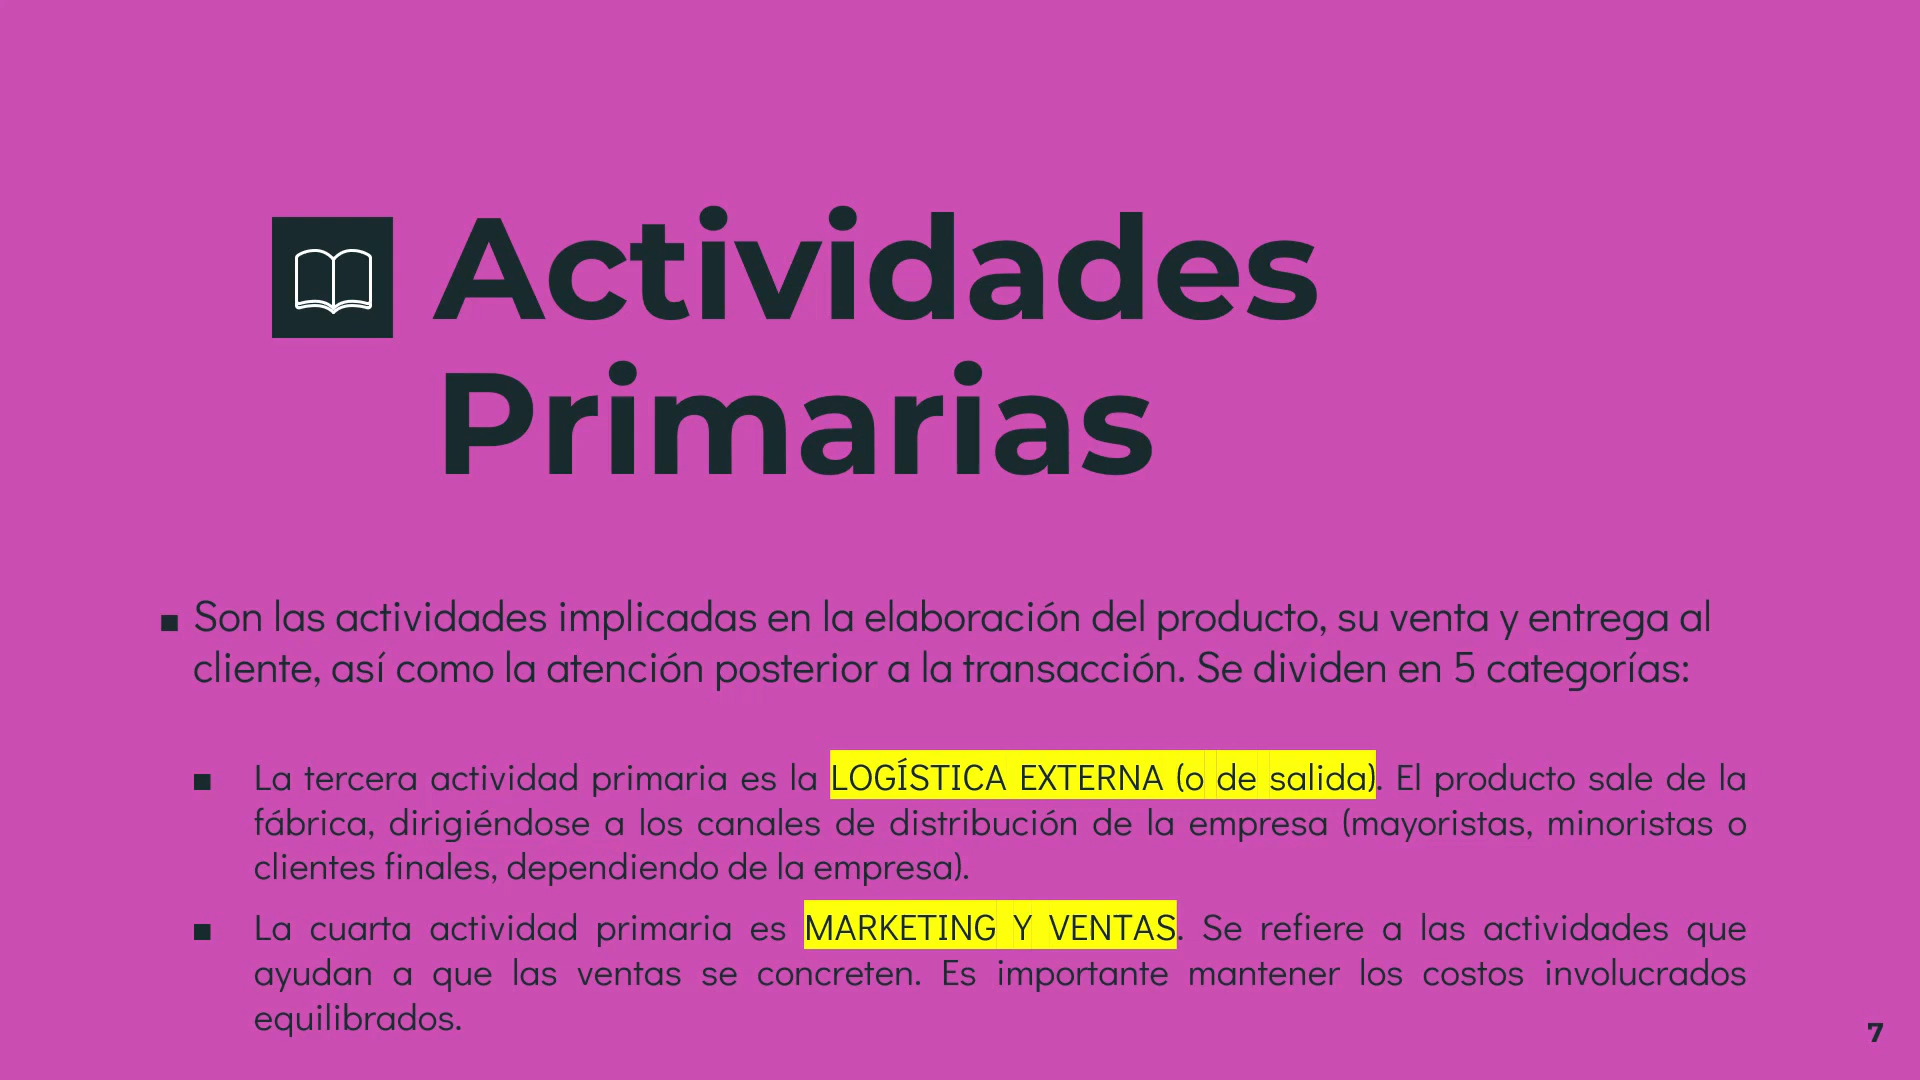 Actividades
Primarias
■ Son las actividades implicadas en la elaboración del producto, su venta y entrega al
cliente, así como la atención posterior a la transacción. Se dividen en 5 categorías:
■ La tercera actividad primaria es la LOGÍSTICA EXTERNA (o de salida). El producto sale de la
fábrica, dirigiéndose a los canales de distribución de la empresa (mayoristas, minoristas o
clientes finales, dependiendo de la empresa).
■ La cuarta actividad primaria es MARKETING Y VENTAS. Se refiere a las actividades que
ayudan a que las ventas se concreten. Es importante mantener los costos involucrados
equilibrados.
7